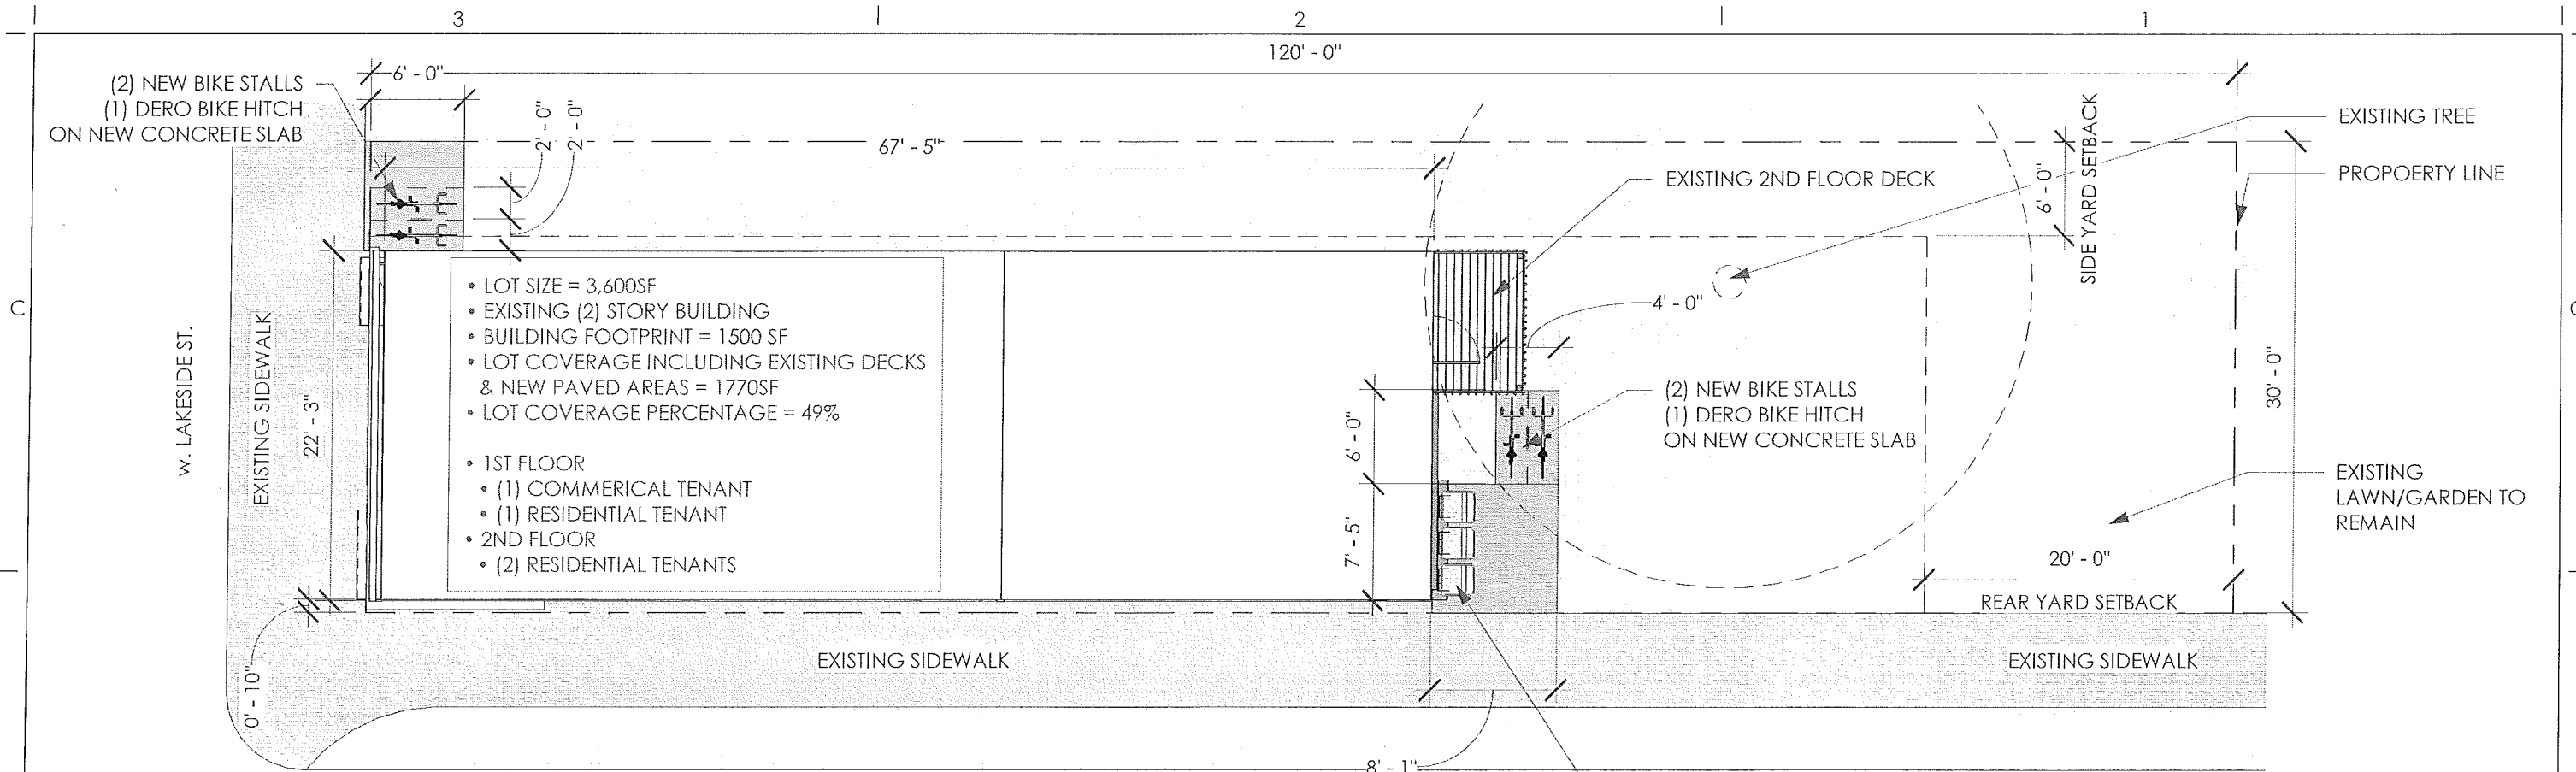 3
2
1
120' - 0"
6' - 0"
(2) NEW BIKE STALLS
(1) DERO BIKE HITCH
ON NEW CONCRETE SLAB
2' - 0"
2' - 0"
67' - 5"
SIDE YARD SETBACK
6' - 0"
EXISTING TREE
PROPOERTY LINE
EXISTING 2ND FLOOR DECK
C
W. LAKESIDE ST.
EXISTING SIDEWALK
22' - 3"
• LOT SIZE = 3,600SF
• EXISTING (2) STORY BUILDING
• BUILDING FOOTPRINT = 1500 SF
• LOT COVERAGE INCLUDING EXISTING DECKS
& NEW PAVED AREAS = 1770SF
• LOT COVERAGE PERCENTAGE = 49%
• 1ST FLOOR
• (1) COMMERICAL TENANT
• (1) RESIDENTIAL TENANT
• 2ND FLOOR
• (2) RESIDENTIAL TENANTS
4' - 0"
6' - 0"
7' - 5"
(2) NEW BIKE STALLS
(1) DERO BIKE HITCH
ON NEW CONCRETE SLAB
30' - 0"
EXISTING
LAWN/GARDEN TO
REMAIN
20' - 0"
REAR YARD SETBACK
0' - 10"
EXISTING SIDEWALK
EXISTING SIDEWALK
8' - 1"